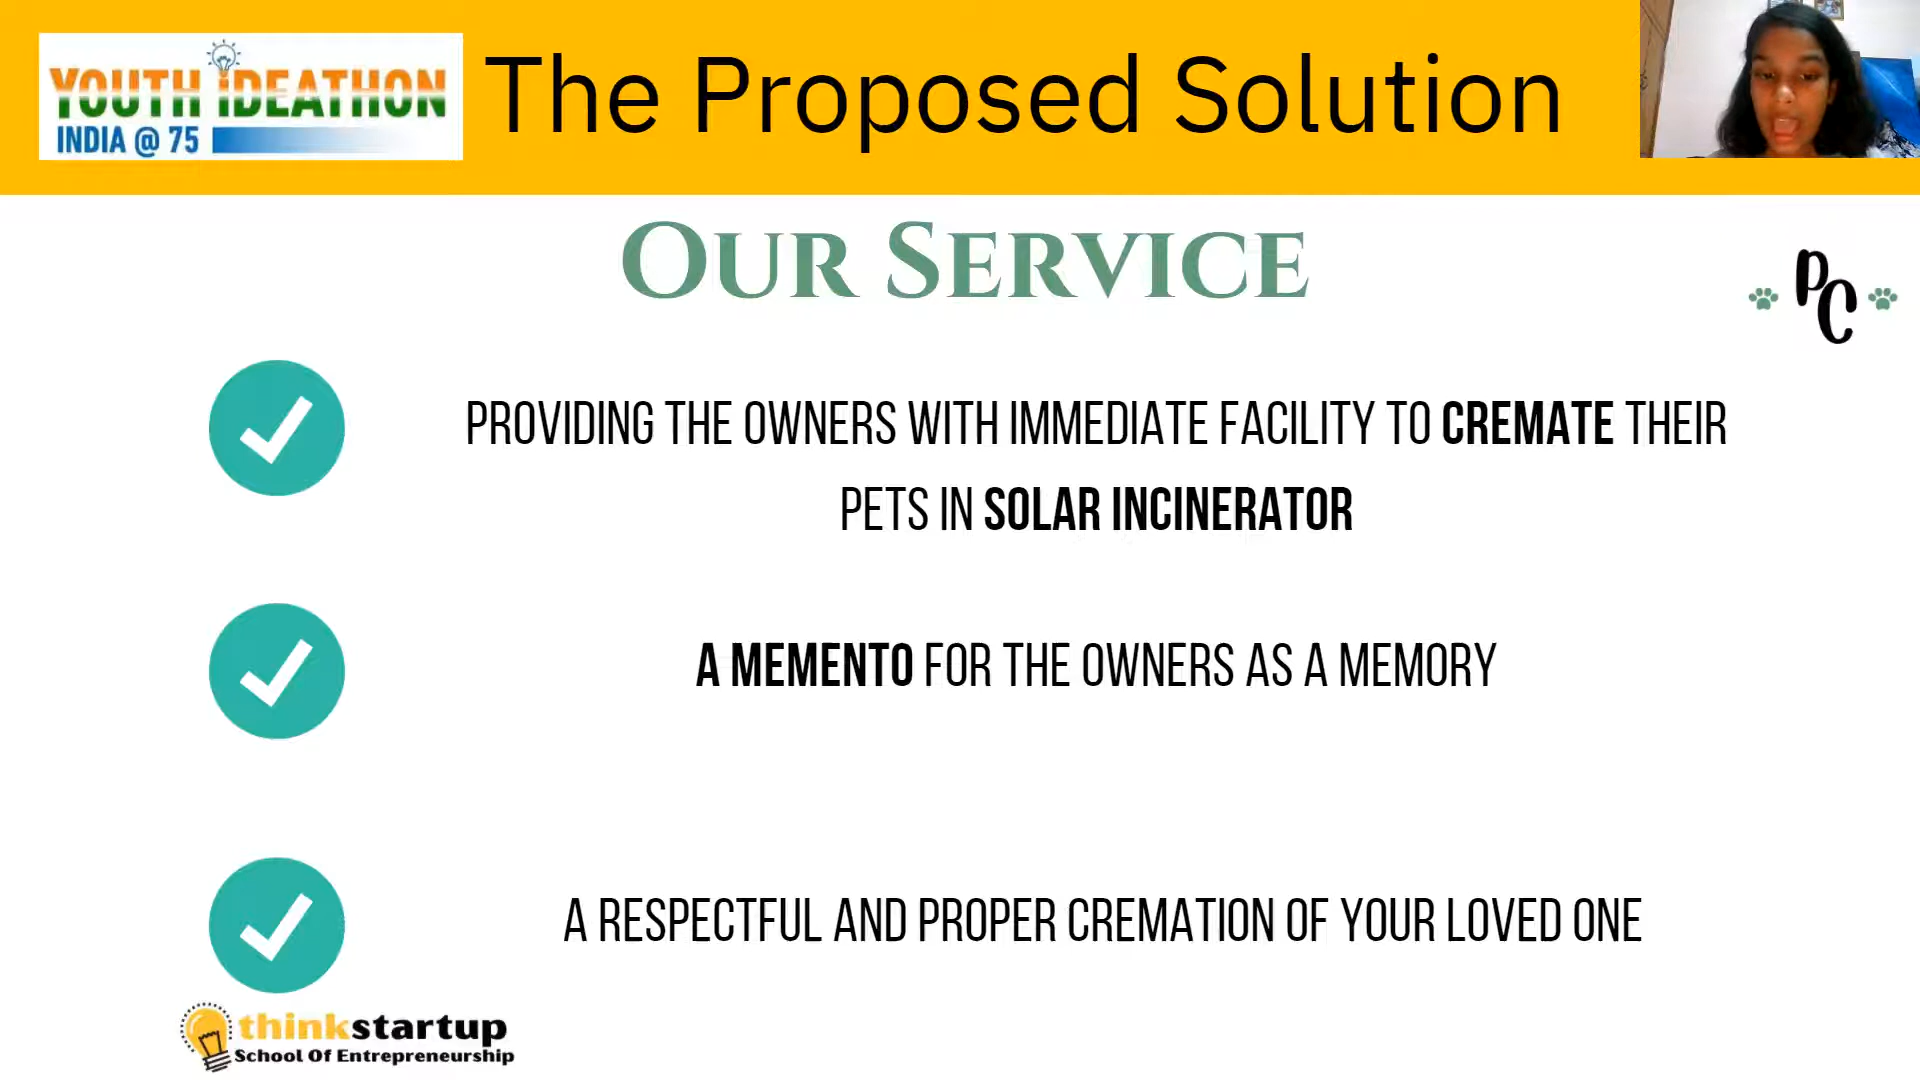 YOUTH IDEATHON
INDIA @ 75
The Proposed Solution
OUR SERVICE
PC
PROVIDING THE OWNERS WITH IMMEDIATE FACILITY TO CREMATE THEIR
PETS IN SOLAR INCINERATOR
A MEMENTO FOR THE OWNERS AS A MEMORY
A RESPECTFUL AND PROPER CREMATION OF YOUR LOVED ONE
thinkstartup
School Of Entrepreneurship